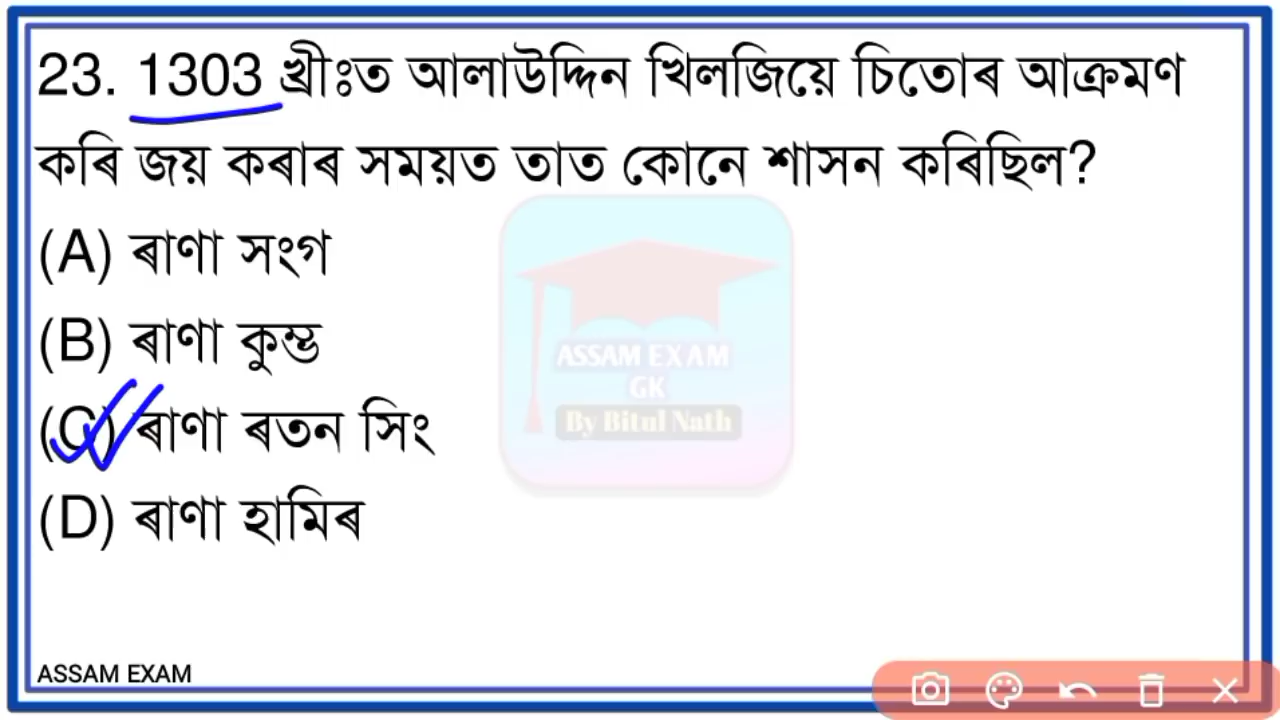 23. 1303 খ্ৰীঃত আলাউদ্দিন খিলজিয়ে চিতোৰ আক্ৰমণ
কৰি জয় কৰাৰ সময়ত তাত কোনে শাসন কৰিছিল?
(A) ৰাণা সংগ
(B) ৰাণা কুম্ভ
(C) ৰাণা ৰতন সিং
(D) ৰাণা হামিৰ
ASSAM EXAM
GK
By Bitul Nath
ASSAM EXAM